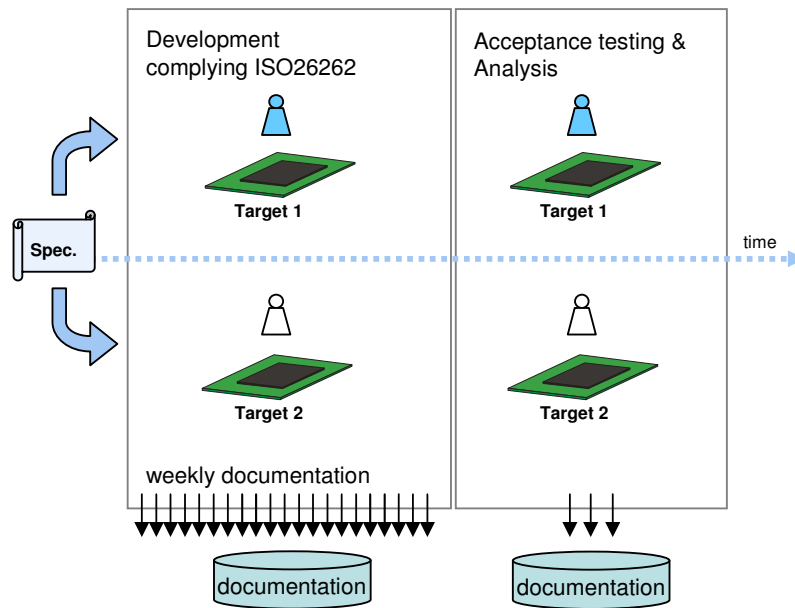 Development
complying ISO26262
Acceptance testing &
Analysis
Target 1
Target 1
Spec.
time
Target 2
Target 2
weekly documentation
documentation
documentation